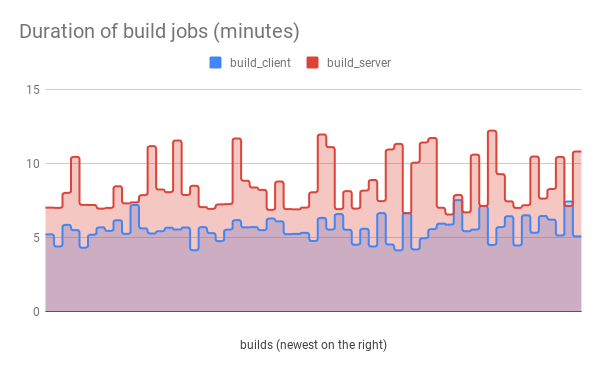 Duration of build jobs (minutes)
build_client build_server
15
10
5
0
builds (newest on the right)